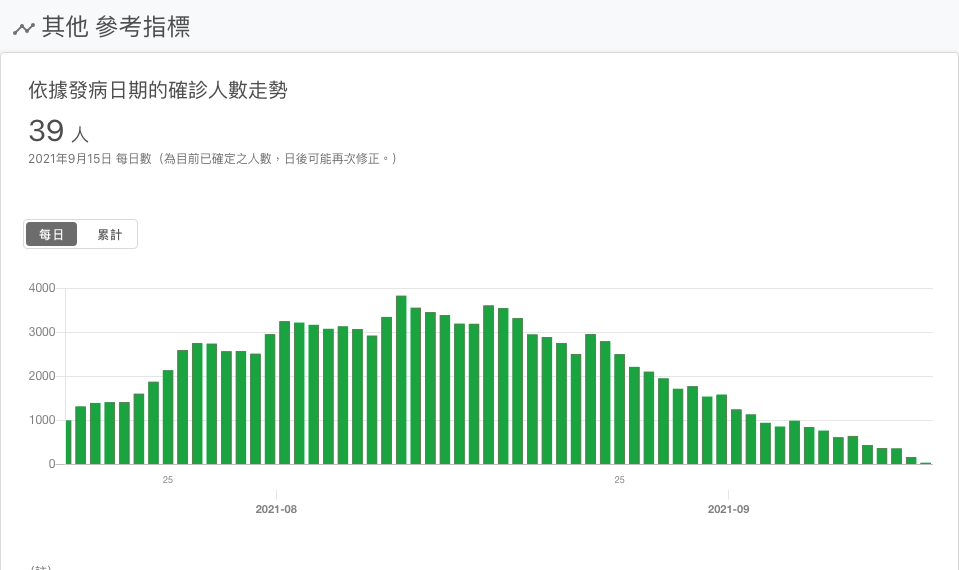 其他 參考指標
依據發病日期的確診人數走勢
39 人
2021年9月15日 每日數（為目前已確定之人數，日後可能再次修正。）
每日 累計
4000
3000
2000
1000
0
25 25
2021-08 2021-09